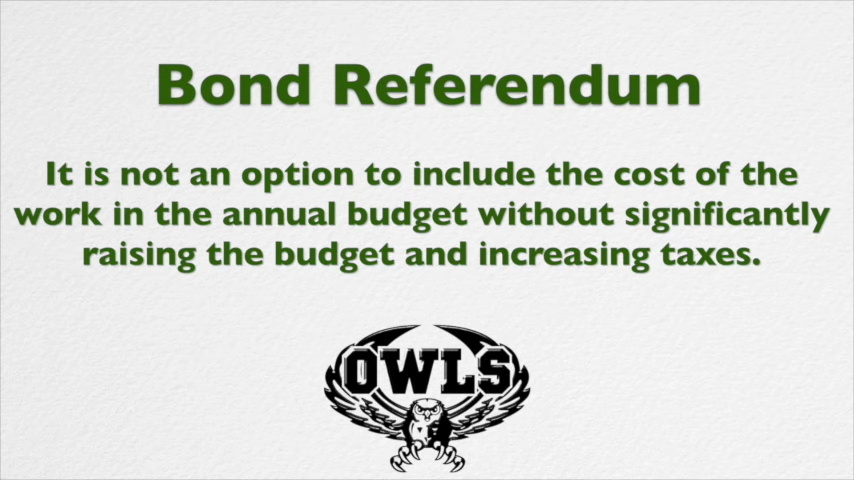 Bond Referendum
It is not an option to include the cost of the
work in the annual budget without significantly
raising the budget and increasing taxes.
OWLS